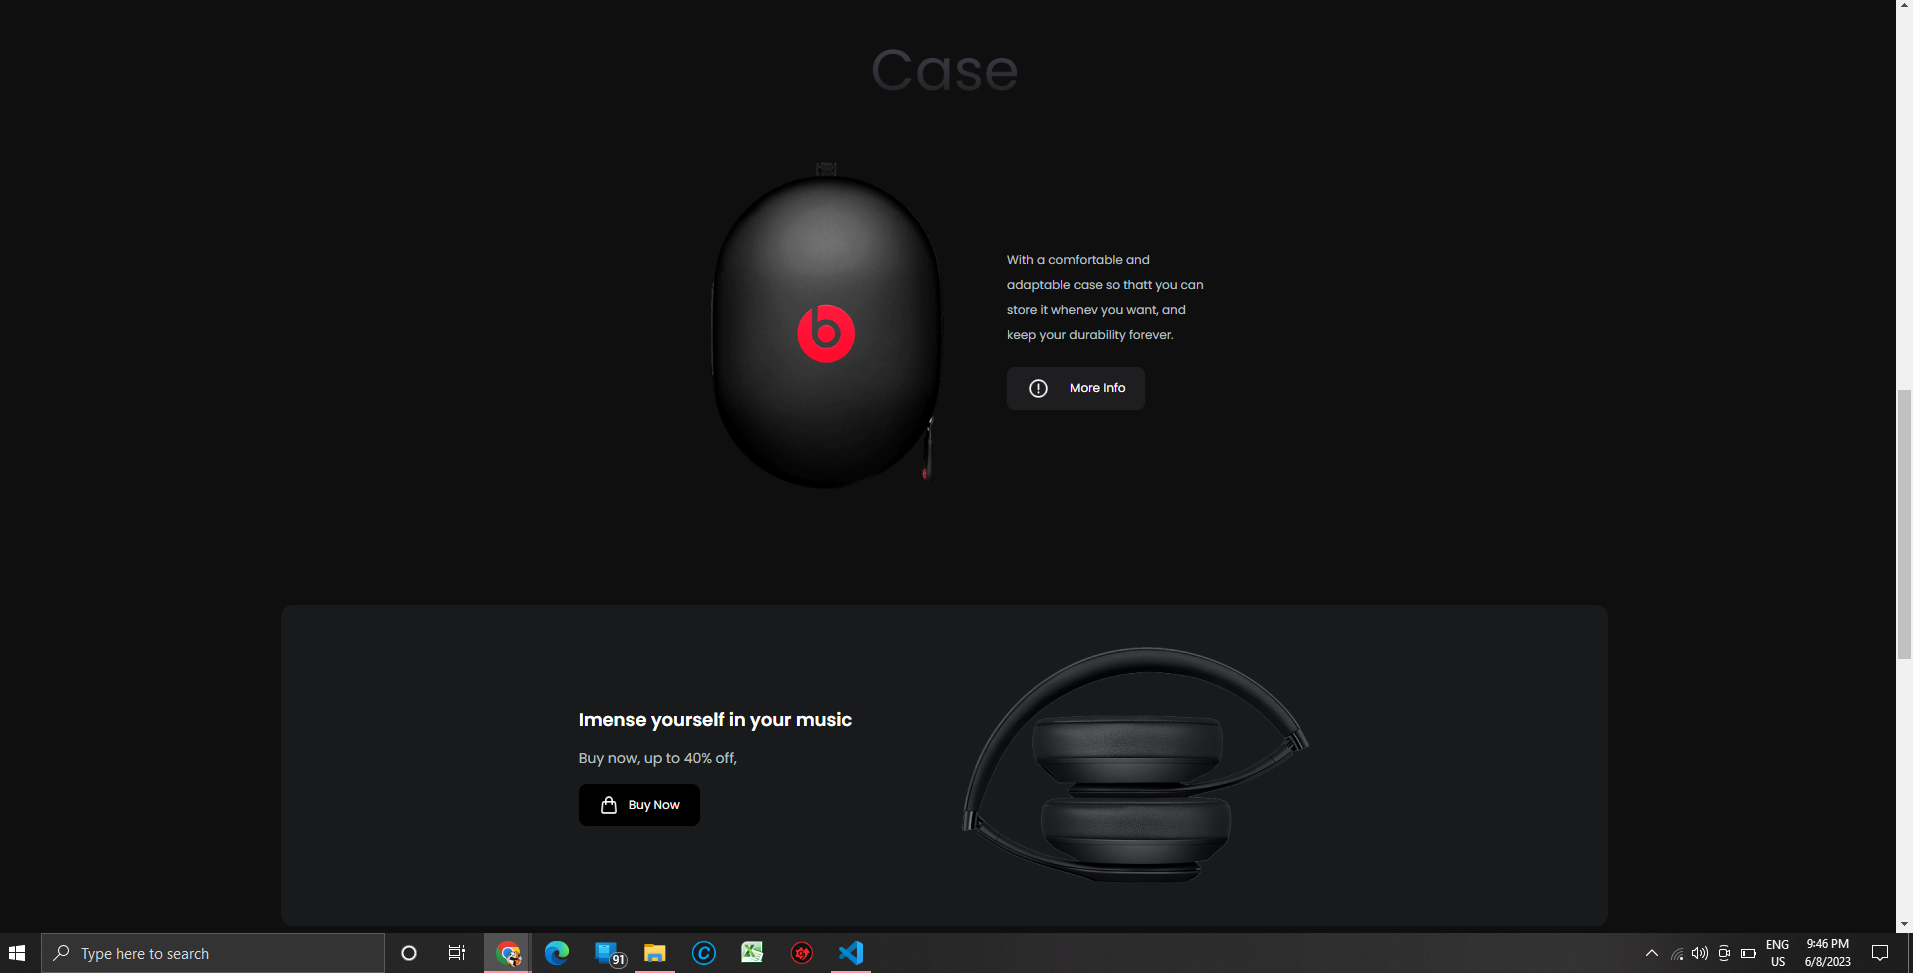 Case
With a comfortable and
adaptable case so thatt you can
store it whenev you want, and
keep your durability forever.
More Info
Imense yourself in your music
Buy now, up to 40% off,
Buy Now
Type here to search
91
ENG
US
9:46 PM
6/8/2023